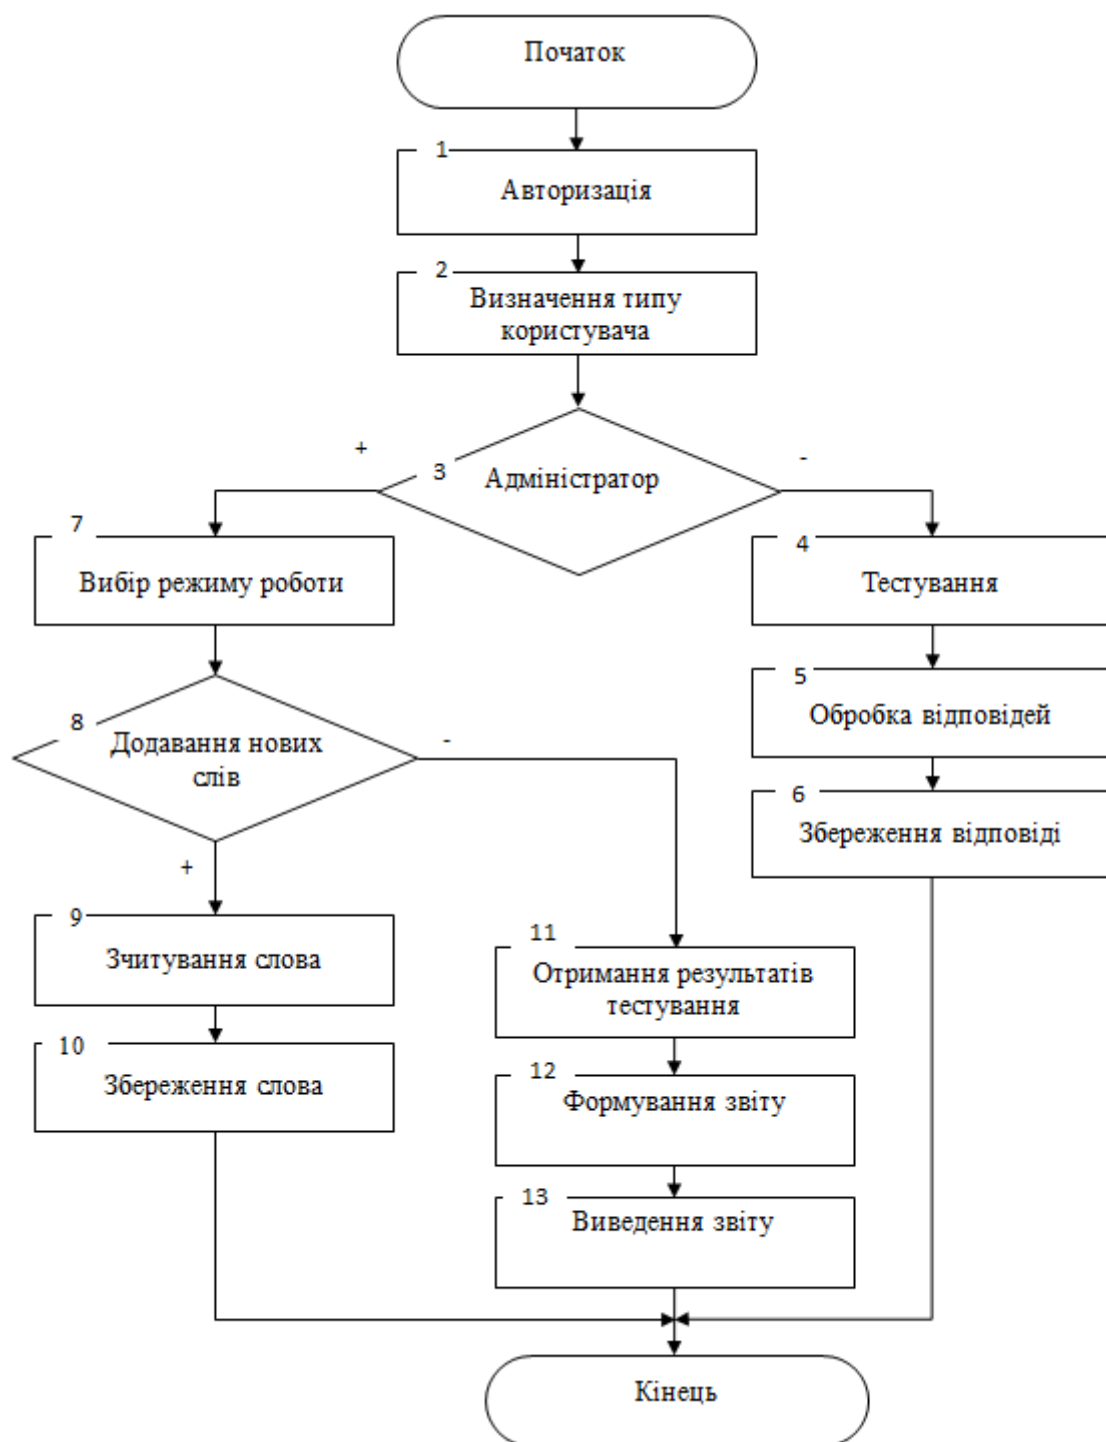 Початок
1
Авторизація
2
Визначення типу
користувача
+
-
3
Адміністратор
7
Вибір режиму роботи
4
Тестування
5
Обробка відповідей
6
Збереження відповіді
8
Додавання нових
слів
-
+
9
Зчитування слова
10
Збереження слова
11
Отримання результатів
тестування
12
Формування звіту
13
Виведення звіту
Кінець